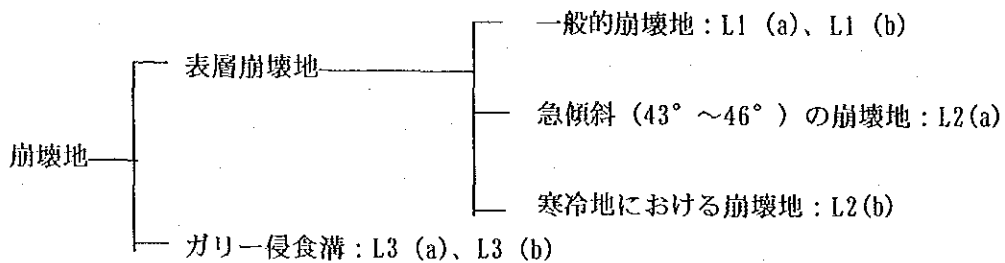 一般的崩壊地：L1 (a)、L1 (b)
表層崩壊地
急傾斜 (43°～46°) の崩壊地：L2(a)
崩壊地
寒冷地における崩壊地：L2(b)
ガリー侵食溝：L3 (a)、L3 (b)